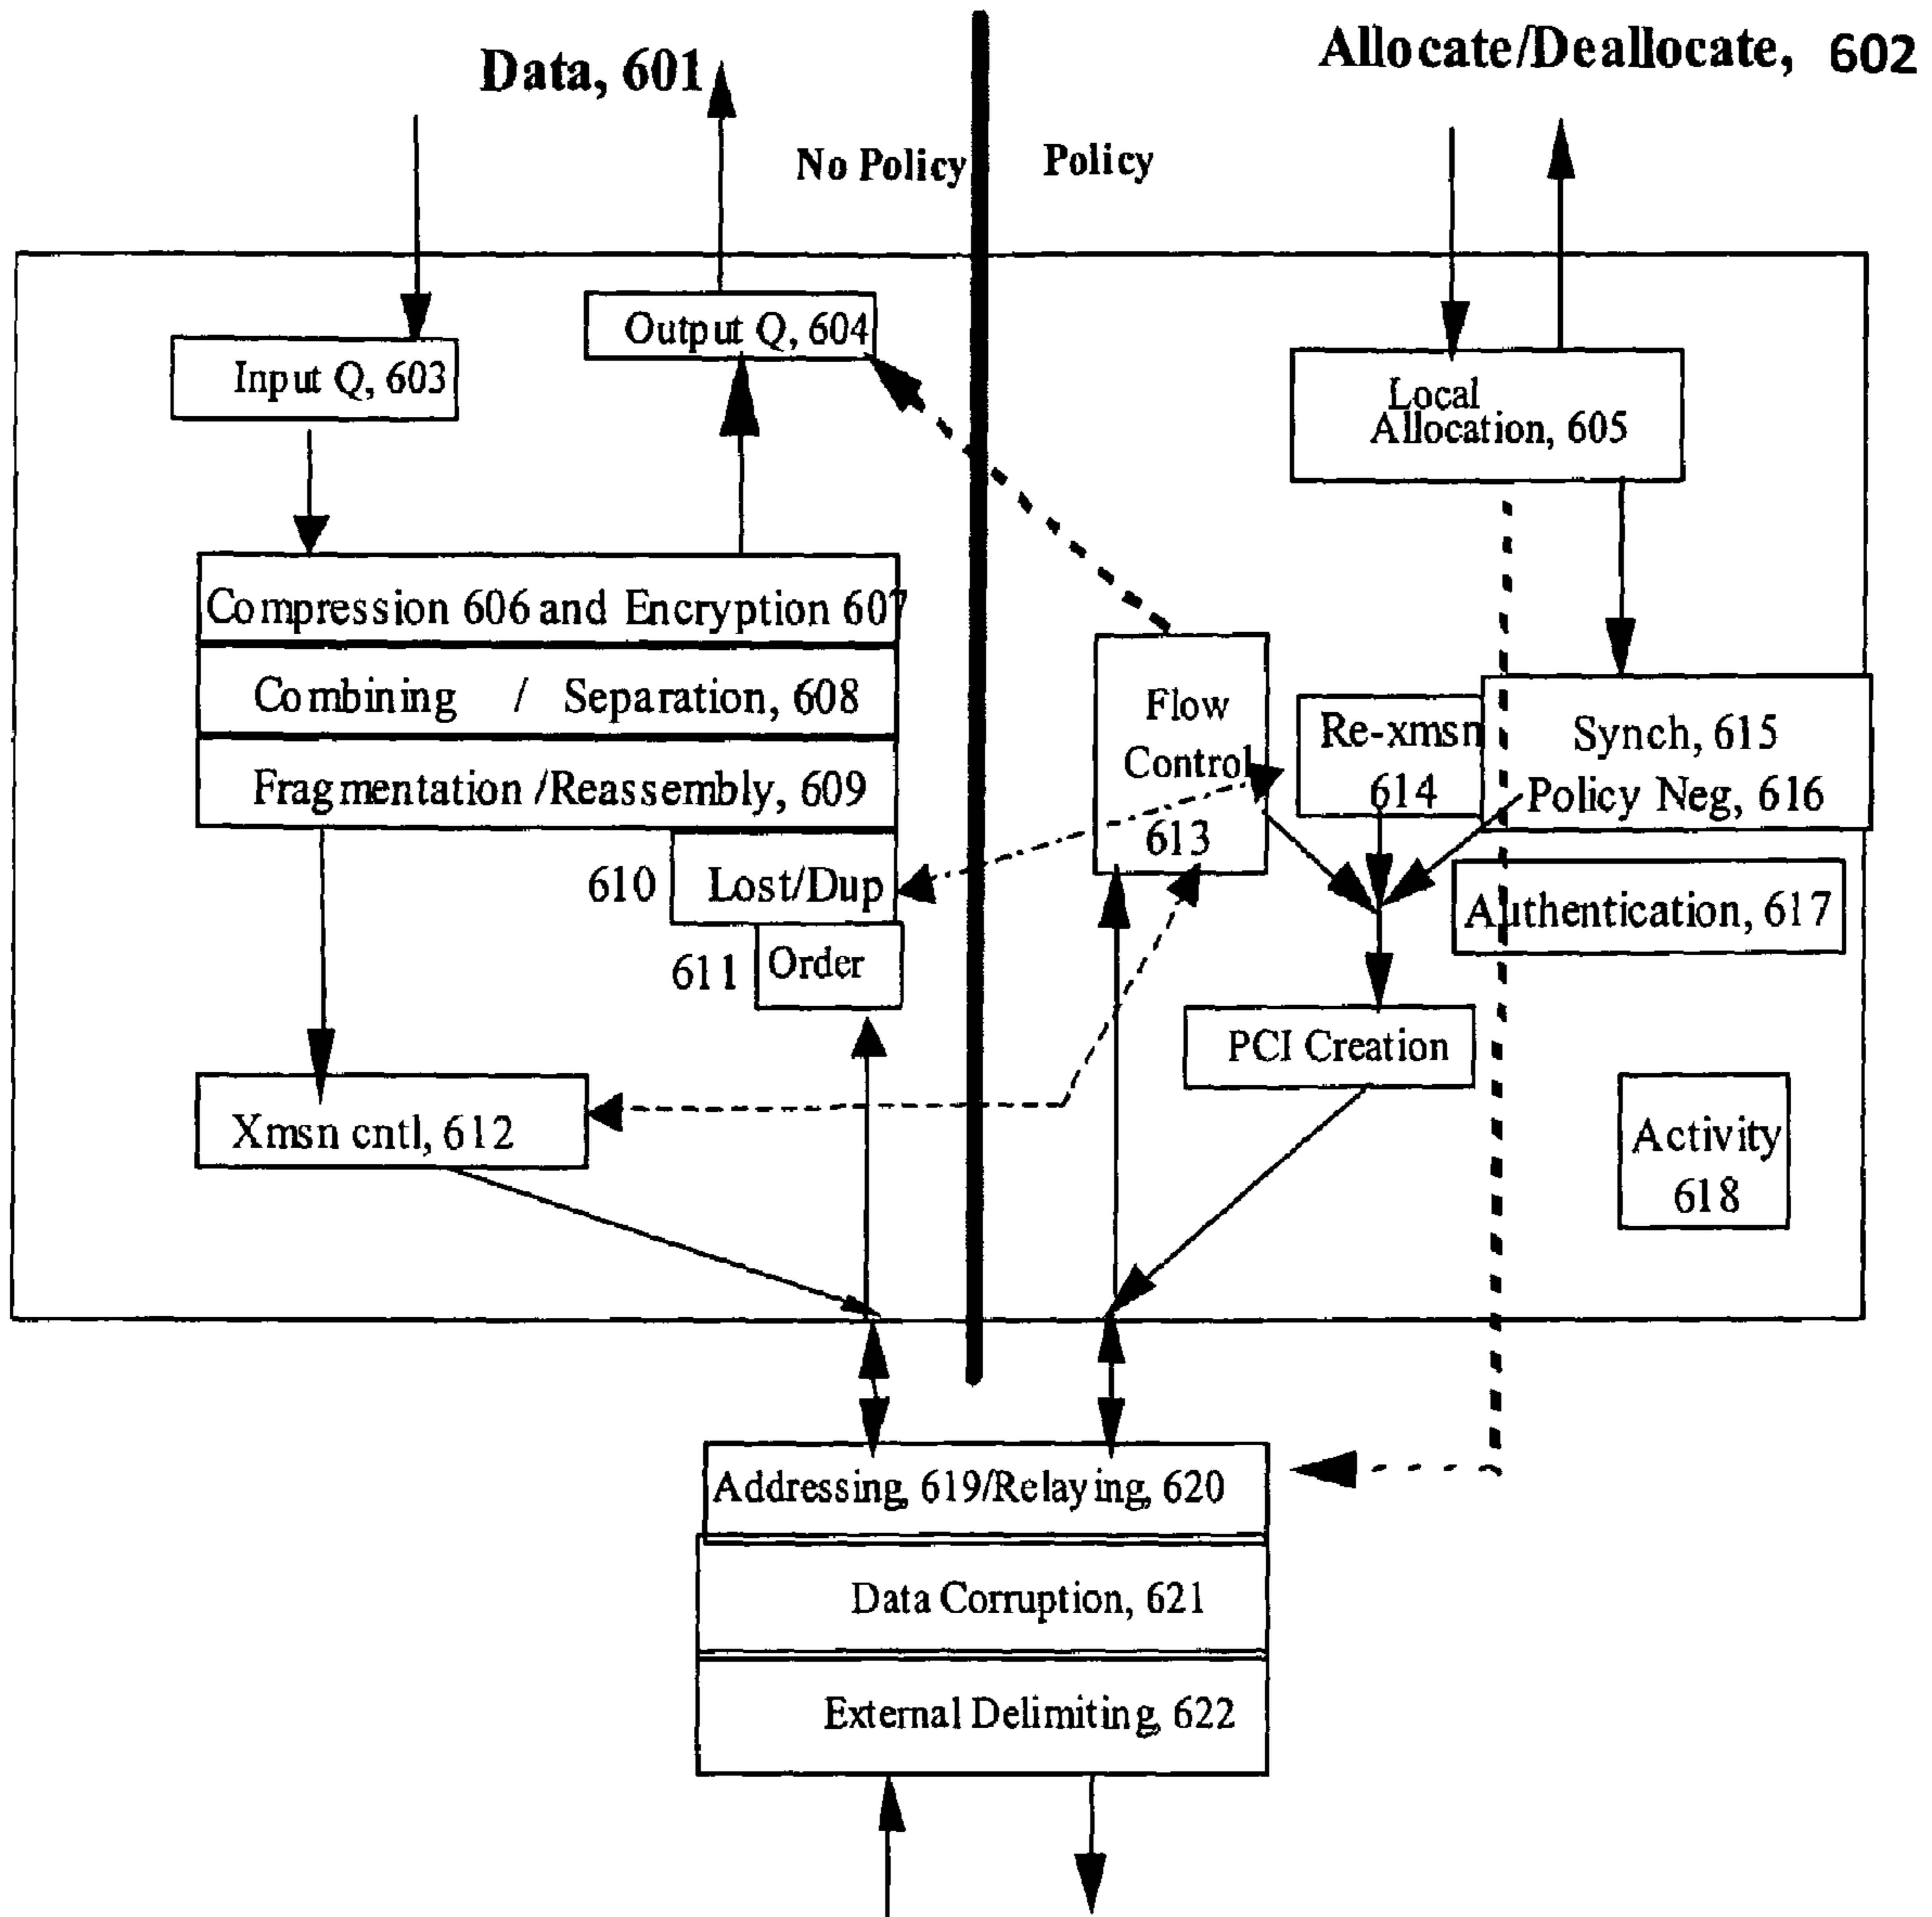 Data, 601
Allocate/Deallocate, 602
No Policy
Policy
Output Q, 604
Input Q, 603
Local
Allocation, 605
Compression 606 and Encryption 607
Combining / Separation, 608
Fragmentation /Reassembly, 609
Flow
Control
613
Re-xmsn
614
Synch, 615
Policy Neg, 616
610
Lost/Dup
Authentication, 617
611
Order
PCI Creation
Xmsn cntl, 612
Activity
618
Addressing, 619/Relaying, 620
Data Corruption, 621
External Delimiting, 622